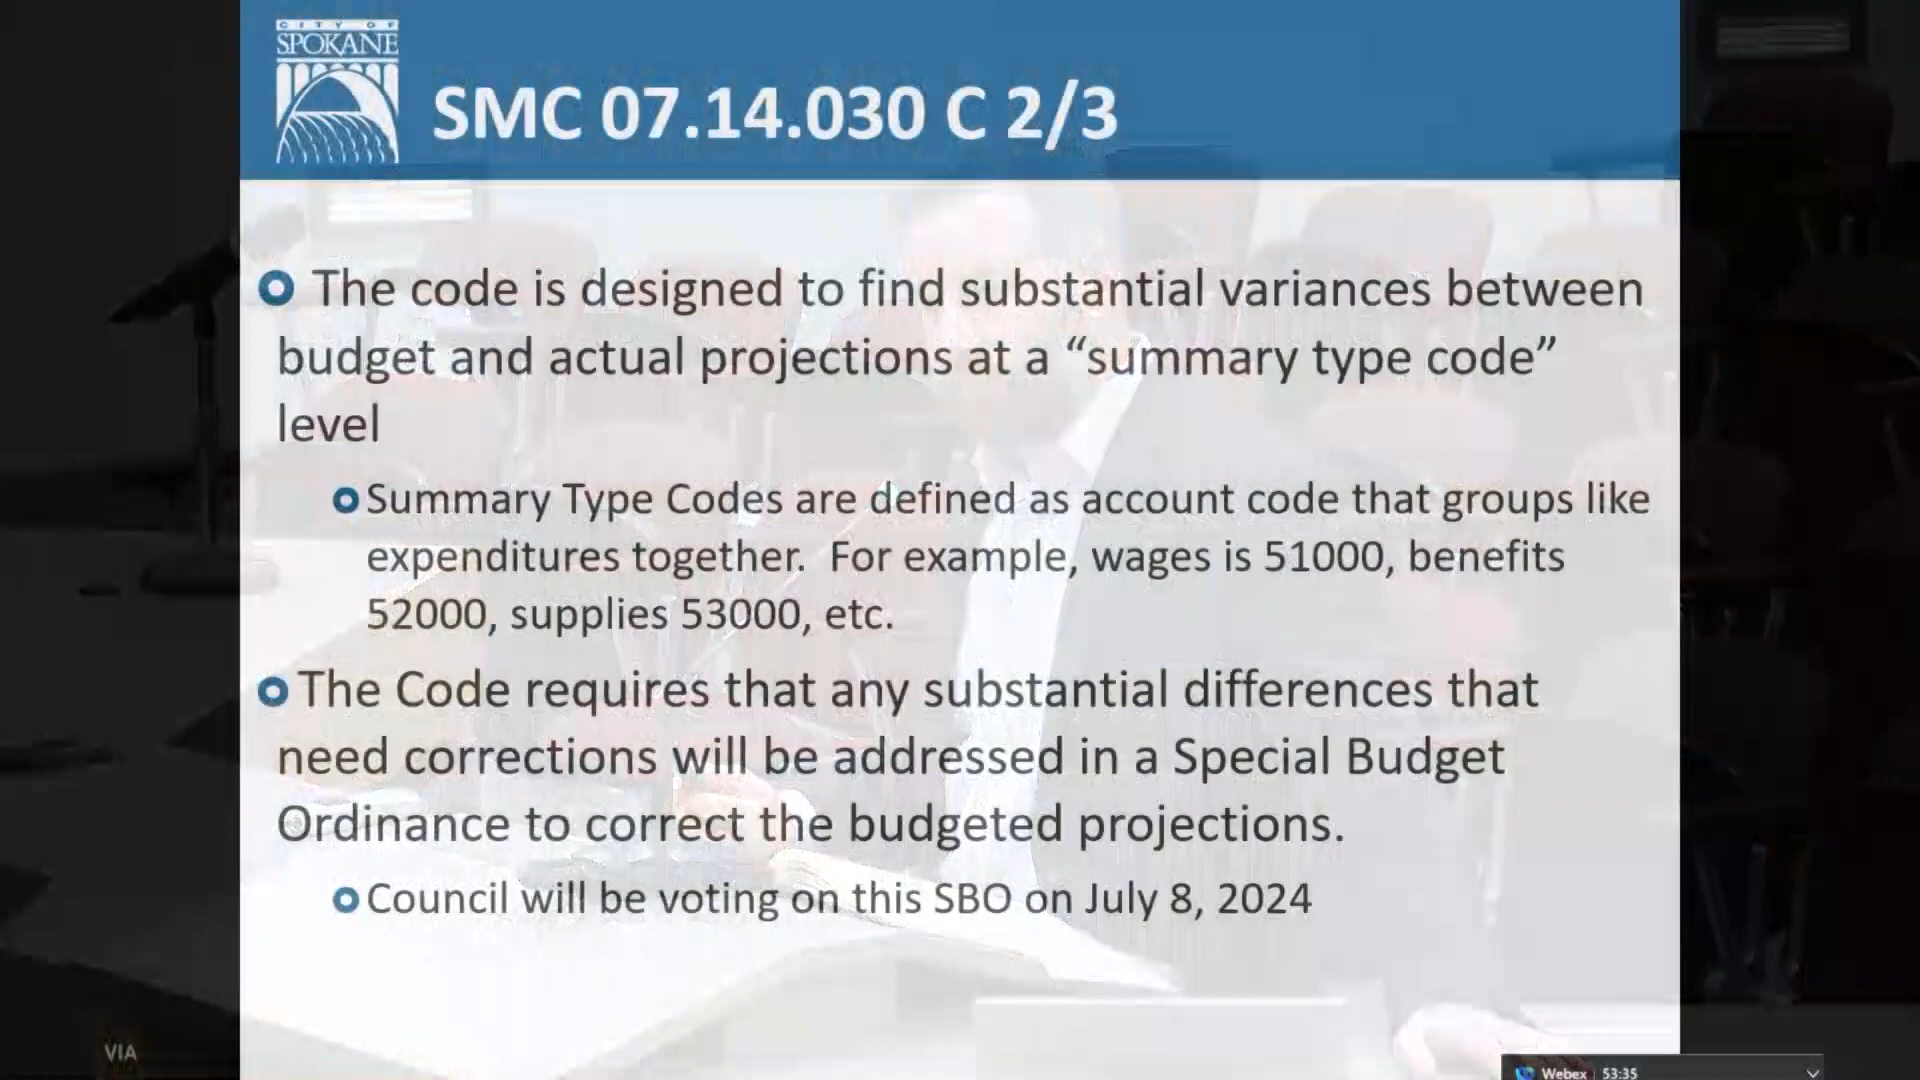 CITY OF
SPOKANE
SMC 07.14.030 C 2/3
The code is designed to find substantial variances between
budget and actual projections at a “summary type code”
level
Summary Type Codes are defined as account code that groups like
expenditures together. For example, wages is 51000, benefits
52000, supplies 53000, etc.
The Code requires that any substantial differences that
need corrections will be addressed in a Special Budget
Ordinance to correct the budgeted projections.
Council will be voting on this SBO on July 8, 2024
VIA
Webex 53:35